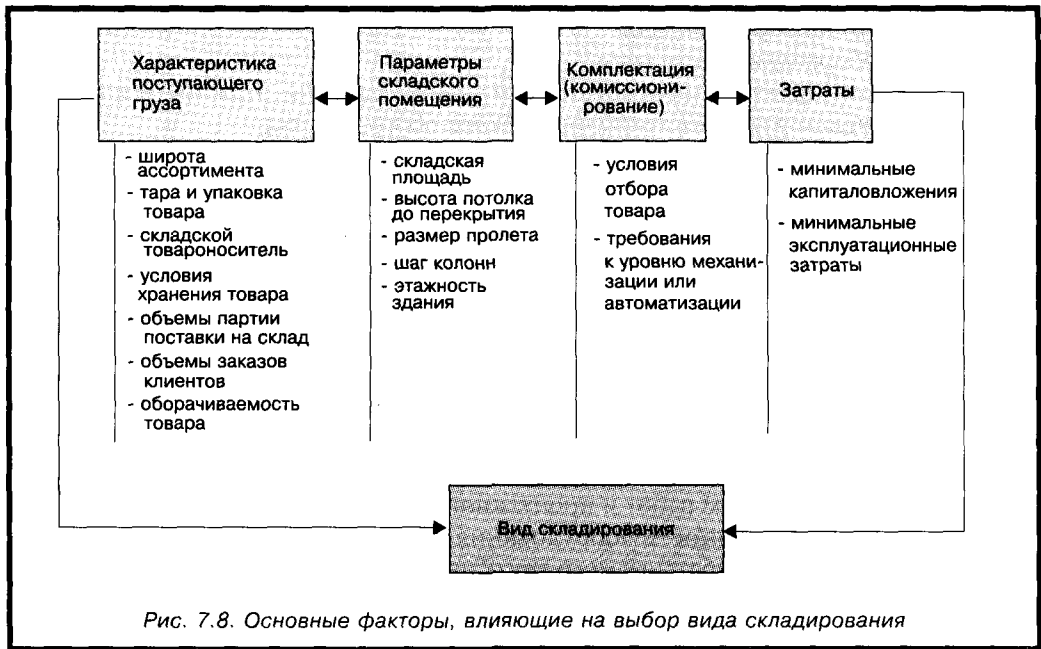 Характеристика
поступающего
груза
Параметры
складского
помещения
Комплектация
(комиссиони-
рование)
Затраты
- широта
ассортимента
- тара и упаковка
товара
- складской
товароноситель
- условия
хранения товара
- объемы партии
поставки на склад
- объемы заказов
клиентов
- оборачиваемость
товара
- складская
площадь
- высота потолка
до перекрытия
- размер пролета
- шаг колонн
- этажность
здания
- условия
отбора
товара
- требования
к уровню механи-
зации или
автоматизации
- минимальные
капиталовложения
- минимальные
эксплуатационные
затраты
Вид складирования
Рис. 7.8. Основные факторы, влияющие на выбор вида складирования